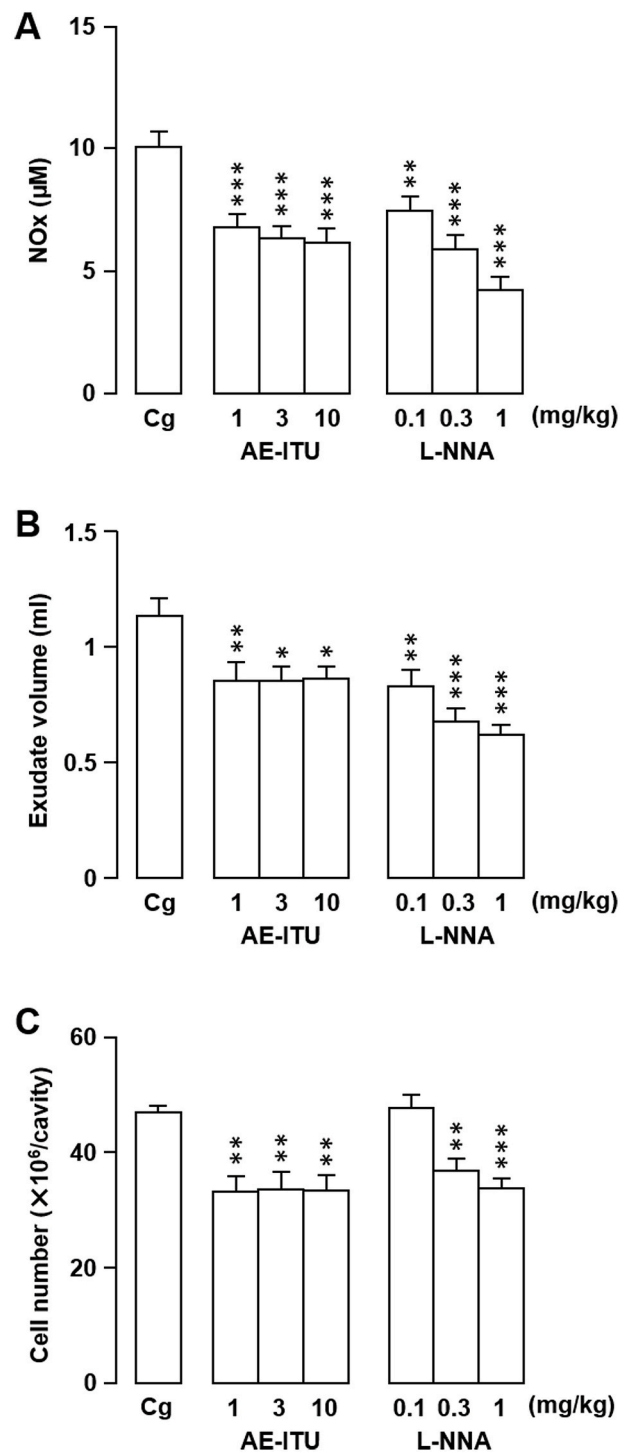 A
15
10
5
0
NOx (µM)
***
***
***
**
***
***
Cg
1 3 10
0.1 0.3 1 (mg/kg)
AE-ITU
L-NNA
B
1.5
1
0.5
0
Exudate volume (ml)
**
*
*
**
***
***
Cg
1 3 10
0.1 0.3 1 (mg/kg)
AE-ITU
L-NNA
C
60
40
20
0
Cell number (×10⁶/cavity)
**
**
**
**
***
Cg
1 3 10
0.1 0.3 1 (mg/kg)
AE-ITU
L-NNA